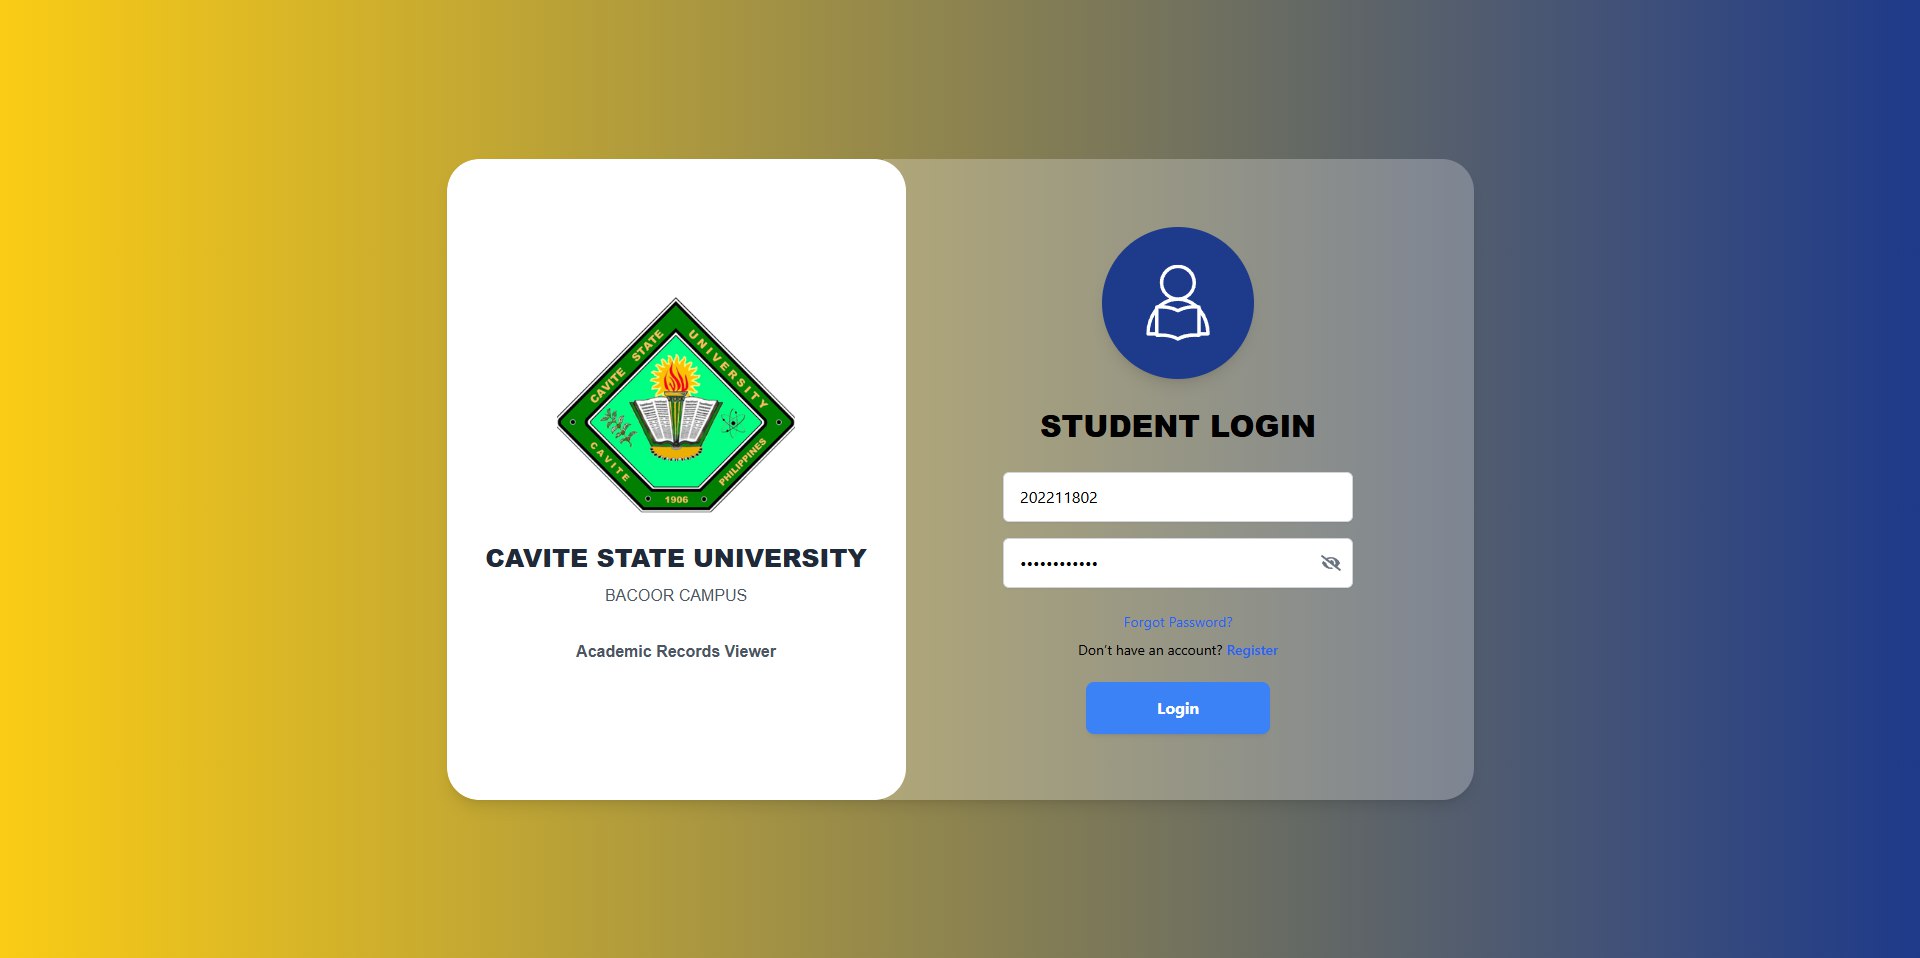 CAVITE STATE UNIVERSITY
CAVITE 1906 PHILIPPINES
CAVITE STATE UNIVERSITY
BACOOR CAMPUS
Academic Records Viewer
STUDENT LOGIN
202211802
••••••••••••
Forgot Password?
Don't have an account? Register
Login